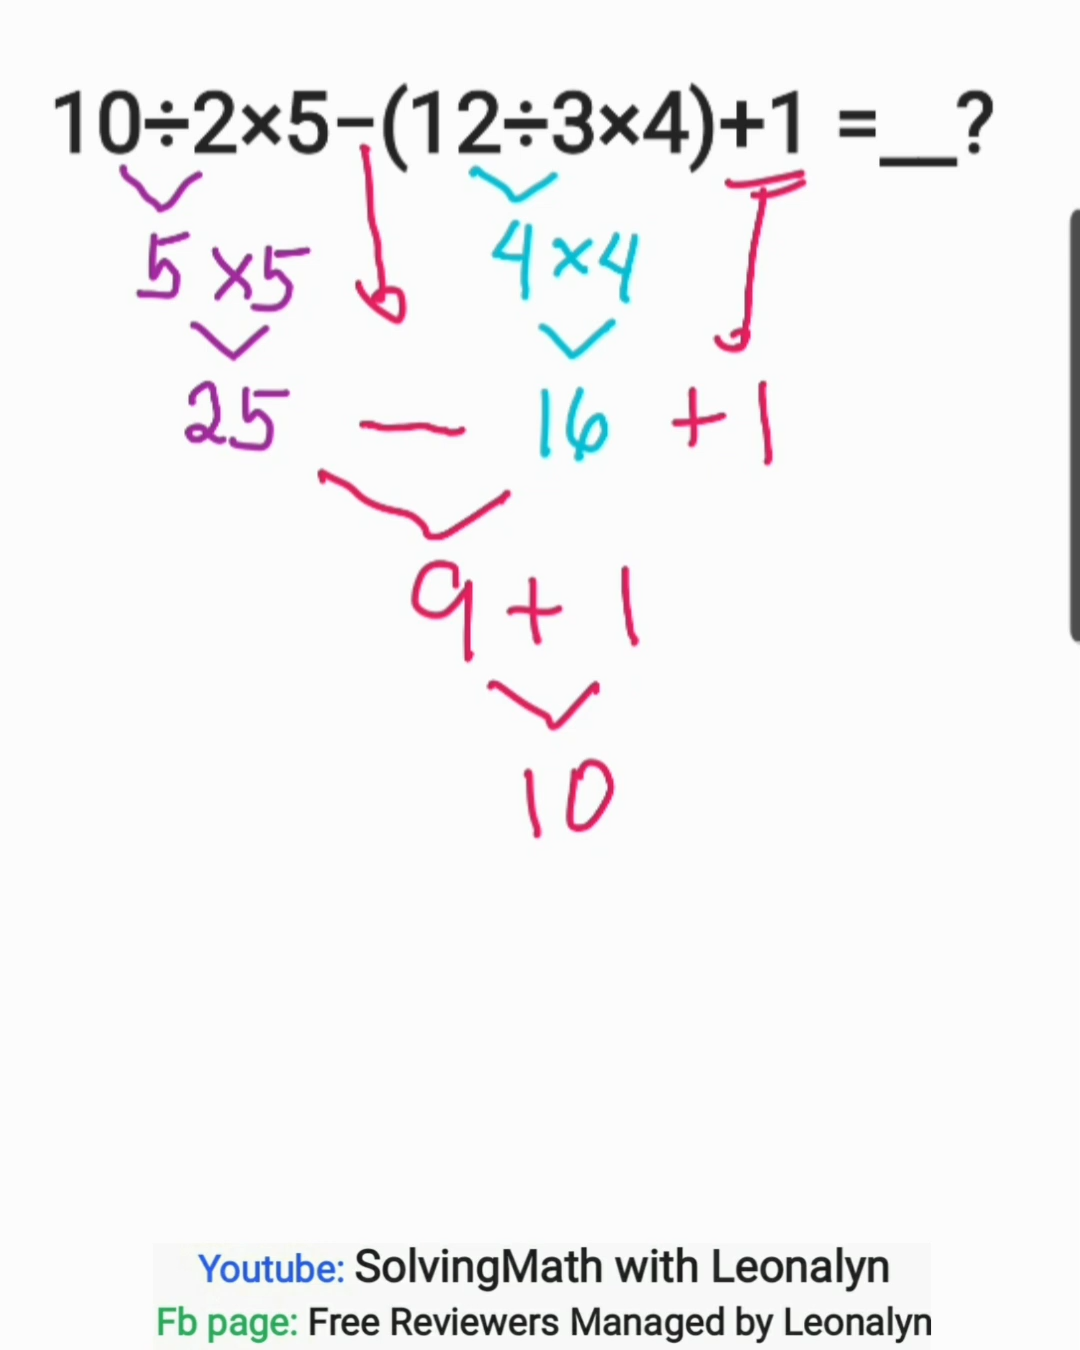 10÷2×5−(12÷3×4)+1 =__?
5 ×5 4 ×4
25 — 16 + 1
9 + 1
10
Youtube: SolvingMath with Leonalyn
Fb page: Free Reviewers Managed by Leonalyn